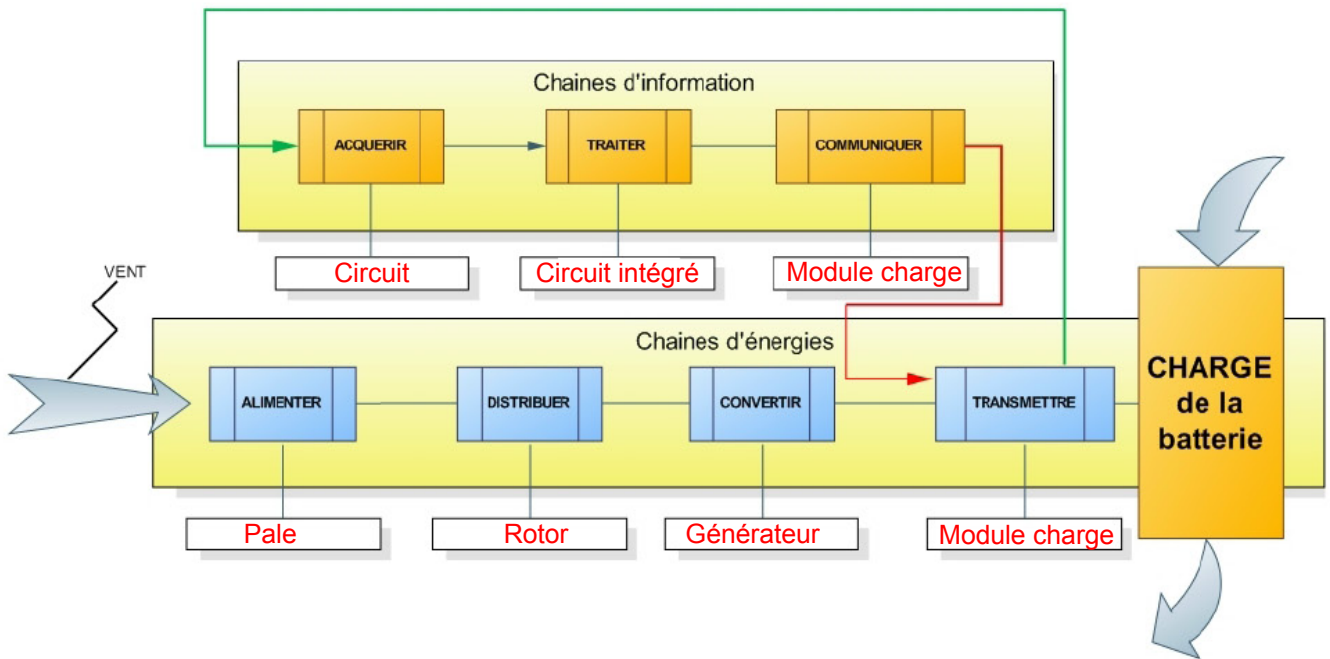 Chaines d'information
ACQUERIR
TRAITER
COMMUNIQUER
Circuit
Circuit intégré
Module charge
VENT
Chaines d'énergies
ALIMENTER
DISTRIBUER
CONVERTIR
TRANSMETTRE
CHARGE
de la
batterie
Pale
Rotor
Générateur
Module charge